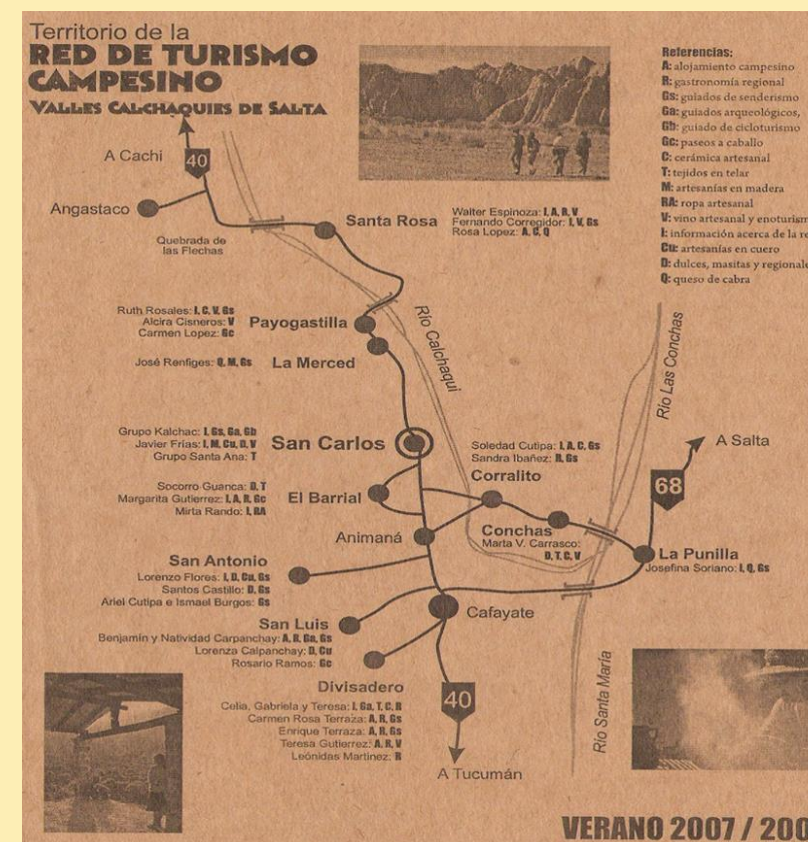 Territorio de la
RED DE TURISMO
CAMPESINO
VALLES CALCHAQUIES DE SALTA
Referencias:
A: alojamiento campesino
R: gastronomía regional
Gs: guiados de senderismo
Ga: guiados arqueológicos,
Gb: guiado de cicloturismo
Gc: paseos a caballo
C: cerámica artesanal
T: tejidos en telar
M: artesanías en madera
RA: ropa artesanal
V: vino artesanal y enoturism
I: información acerca de la re
Cu: artesanías en cuero
D: dulces, masitas y regionale
Q: queso de cabra
A Cachi
40
Angastaco
Quebrada de
las Flechas
Santa Rosa
Walter Espinoza: I, A, R, V
Fernando Corregidor: I, V, Gs
Rosa Lopez: A, C, Q
Ruth Rosales: I, C, V, Gs
Alcira Cisneros: V
Carmen Lopez: Gc
Payogastilla
José Renfiges: Q, M, Gs
La Merced
Río Calchaquí
Río Las Conchas
Grupo Kalchac: I, Gs, Ga, Gb
Javier Frías: I, M, Cu, D, V
Grupo Santa Ana: T
San Carlos
Soledad Cutipa: I, A, C, Gs
Sandra Ibañez: R, Gs
Corralito
A Salta
68
Socorro Guanca: D, T
Margarita Gutierrez: I, A, R, Gc
Mirta Rando: I, RA
El Barrial
Animaná
Conchas
Marta V. Carrasco:
D, T, C, V
La Punilla
Josefina Soriano: I, Q, Gs
San Antonio
Lorenzo Flores: I, D, Cu, Gs
Santos Castillo: D, Gs
Ariel Cutipa e Ismael Burgos: Gs
Cafayate
San Luis
Benjamín y Natividad Carpanchay: A, R, Ga, Gs
Lorenza Calpanchay: D, Cu
Rosario Ramos: Gc
Divisadero
Celia, Gabriela y Teresa: I, Ga, T, C, R
Carmen Rosa Terraza: A, R, Gs
Enrique Terraza: A, R, Gs
Teresa Gutierrez: A, R, V
Leónidas Martinez: R
40
A Tucumán
Río Santa María
VERANO 2007 / 200